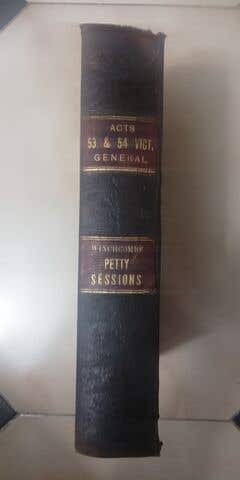 ACTS
53 & 54 VICT.
GENERAL
WINCHCOMBE
PETTY
SESSIONS